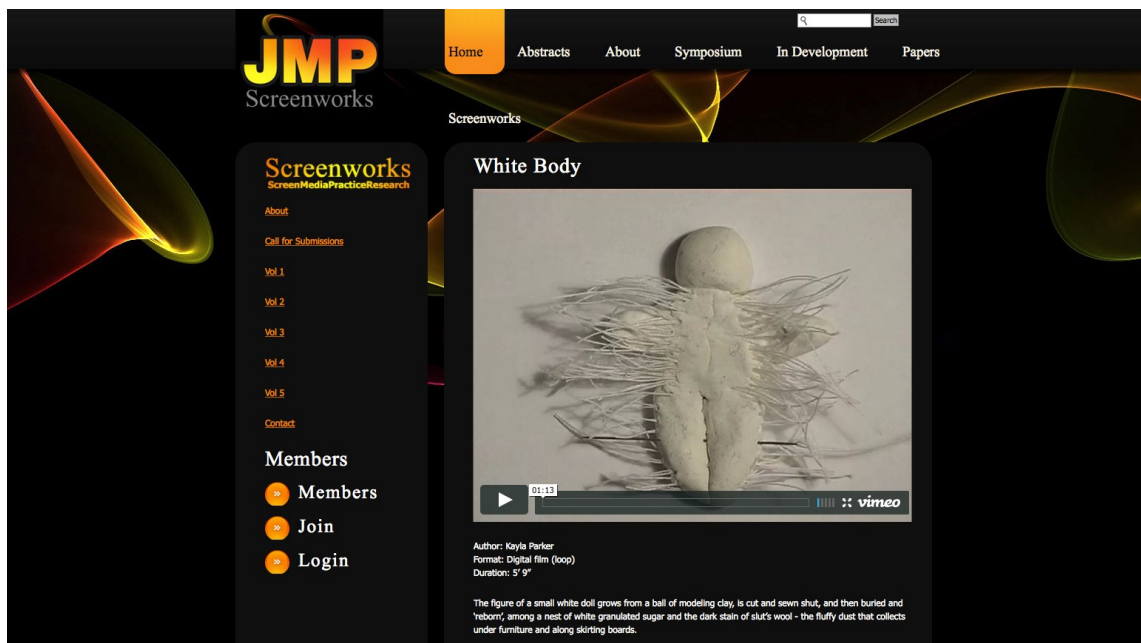 Search
JMP
Screenworks
Home
Abstracts
About
Symposium
In Development
Papers
Screenworks
Screenworks
ScreenMediaPracticeResearch
About
Call for Submissions
Vol 1
Vol 2
Vol 3
Vol 4
Vol 5
Contact
Members
Members
Join
Login
White Body
01:13
vimeo
Author: Kayla Parker
Format: Digital film (loop)
Duration: 5' 9"
The figure of a small white doll grows from a ball of modeling clay, is cut and sewn shut, and then buried and
'reborn', among a nest of white granulated sugar and the dark stain of slut's wool - the fluffy dust that collects
under furniture and along skirting boards.